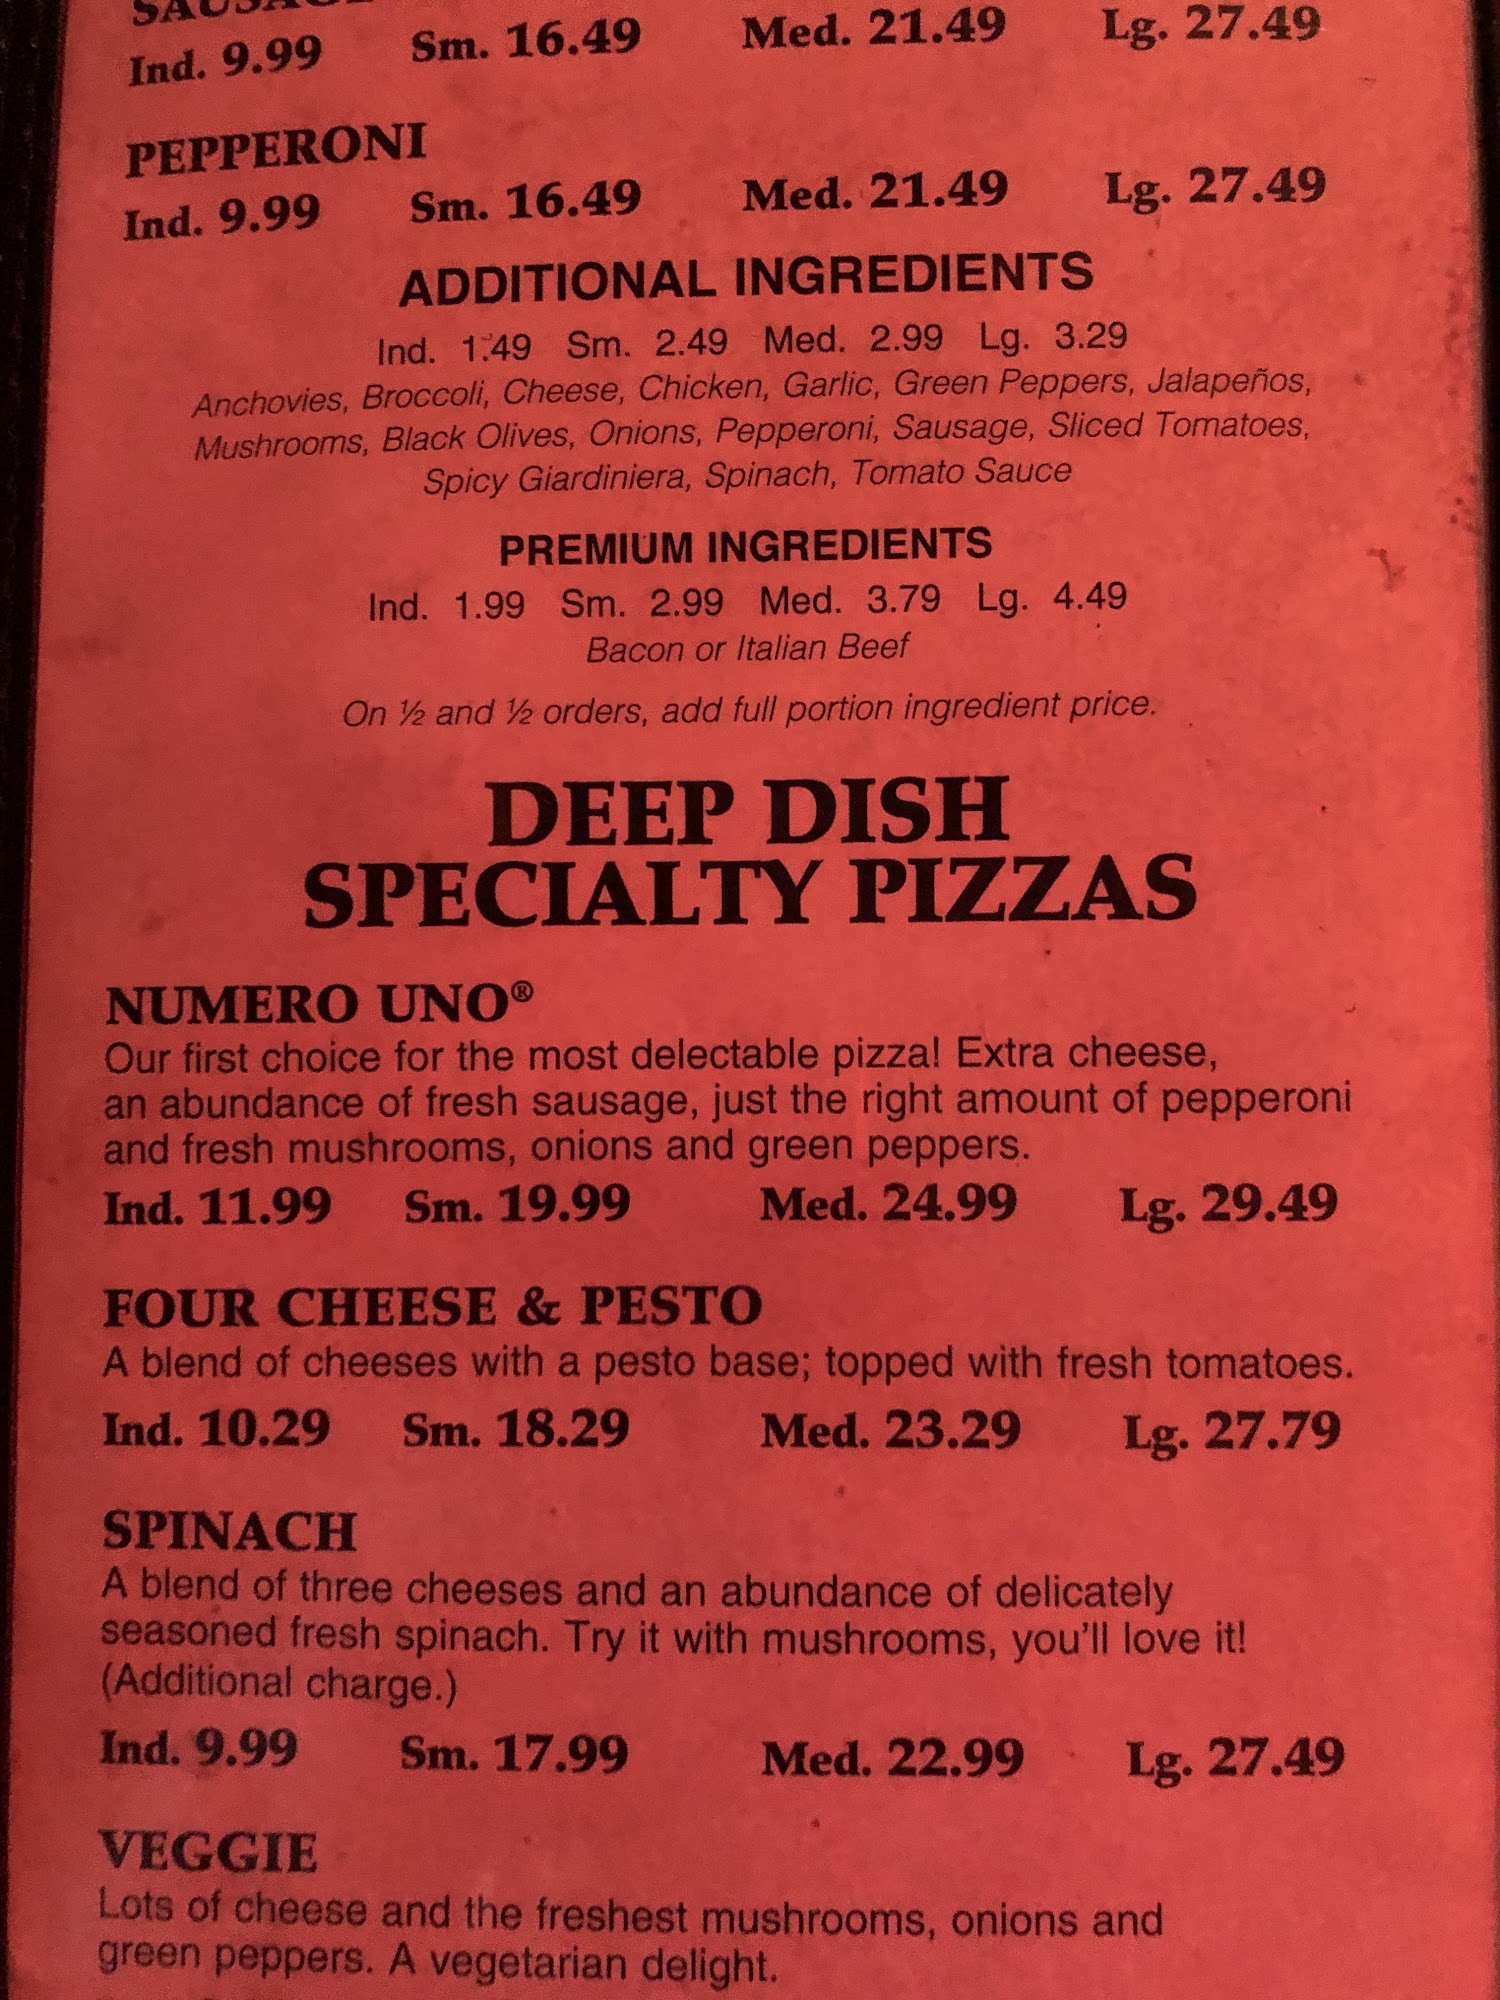 SAUSAGE
Ind. 9.99 Sm. 16.49 Med. 21.49 Lg. 27.49
PEPPERONI
Ind. 9.99 Sm. 16.49 Med. 21.49 Lg. 27.49
ADDITIONAL INGREDIENTS
Ind. 1.49 Sm. 2.49 Med. 2.99 Lg. 3.29
Anchovies, Broccoli, Cheese, Chicken, Garlic, Green Peppers, Jalapeños,
Mushrooms, Black Olives, Onions, Pepperoni, Sausage, Sliced Tomatoes,
Spicy Giardiniera, Spinach, Tomato Sauce
PREMIUM INGREDIENTS
Ind. 1.99 Sm. 2.99 Med. 3.79 Lg. 4.49
Bacon or Italian Beef
On ½ and ½ orders, add full portion ingredient price.
DEEP DISH
SPECIALTY PIZZAS
NUMERO UNO®
Our first choice for the most delectable pizza! Extra cheese,
an abundance of fresh sausage, just the right amount of pepperoni
and fresh mushrooms, onions and green peppers.
Ind. 11.99 Sm. 19.99 Med. 24.99 Lg. 29.49
FOUR CHEESE & PESTO
A blend of cheeses with a pesto base; topped with fresh tomatoes.
Ind. 10.29 Sm. 18.29 Med. 23.29 Lg. 27.79
SPINACH
A blend of three cheeses and an abundance of delicately
seasoned fresh spinach. Try it with mushrooms, you'll love it!
(Additional charge.)
Ind. 9.99 Sm. 17.99 Med. 22.99 Lg. 27.49
VEGGIE
Lots of cheese and the freshest mushrooms, onions and
green peppers. A vegetarian delight.